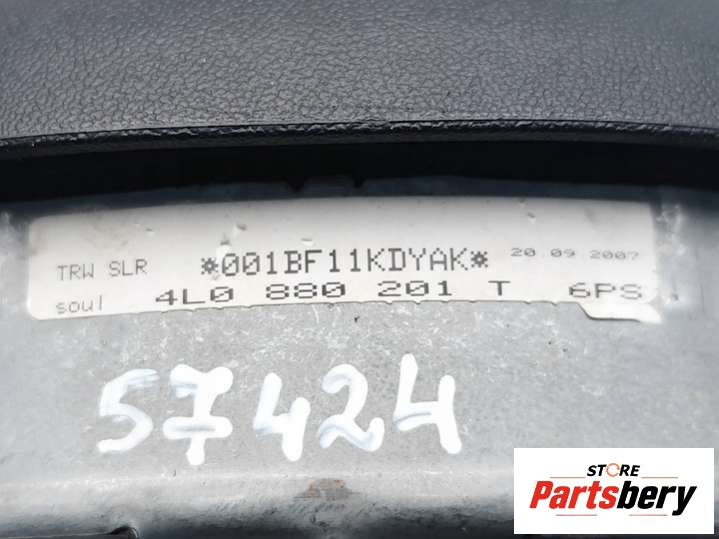 TRW SLR *001BF11KDYAK* 20.09.2007
soul 4L0 880 201 T 6PS
57424
STORE
Partsbery